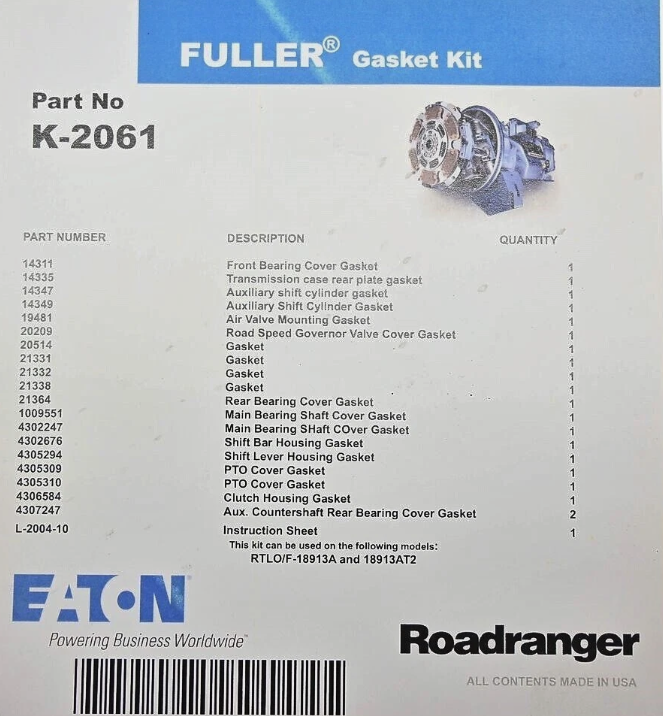 FULLER® Gasket Kit
Part No
K-2061
PART NUMBER DESCRIPTION QUANTITY
14311 Front Bearing Cover Gasket 1
14335 Transmission case rear plate gasket 1
14347 Auxiliary shift cylinder gasket 1
14349 Auxiliary Shift Cylinder Gasket 1
19481 Air Valve Mounting Gasket 1
20209 Road Speed Governor Valve Cover Gasket 1
20514 Gasket 1
21331 Gasket 1
21332 Gasket 1
21338 Gasket 1
21364 Rear Bearing Cover Gasket 1
1009551 Main Bearing Shaft Cover Gasket 1
4302247 Main Bearing SHaft COver Gasket 1
4302676 Shift Bar Housing Gasket 1
4305294 Shift Lever Housing Gasket 1
4305309 PTO Cover Gasket 1
4305310 PTO Cover Gasket 1
4306584 Clutch Housing Gasket 1
4307247 Aux. Countershaft Rear Bearing Cover Gasket 2
L-2004-10 Instruction Sheet 1
This kit can be used on the following models:
RTLO/F-18913A and 18913AT2
EATON
Powering Business Worldwide™
Roadranger
ALL CONTENTS MADE IN USA